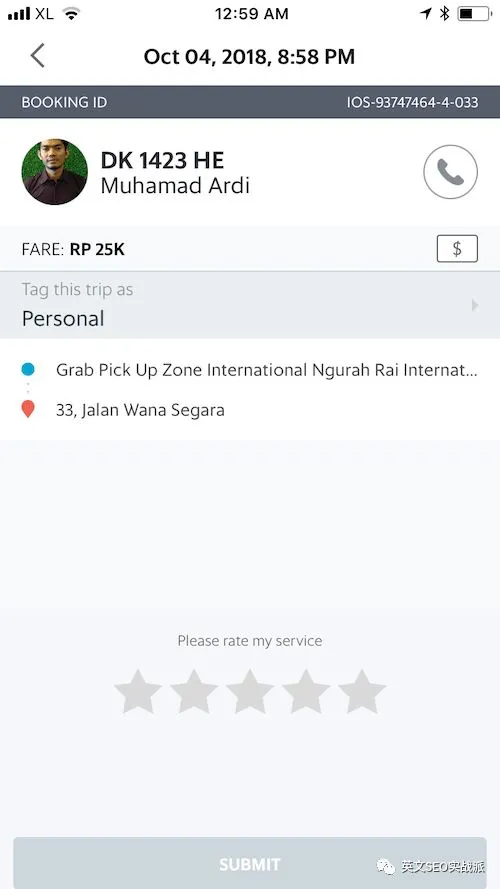 XL 12:59 AM
Oct 04, 2018, 8:58 PM
BOOKING ID IOS-93747464-4-033
DK 1423 HE
Muhamad Ardi
FARE: RP 25K $
Tag this trip as
Personal
Grab Pick Up Zone International Ngurah Rai Internat...
33, Jalan Wana Segara
Please rate my service
SUBMIT
英文SEO实战派